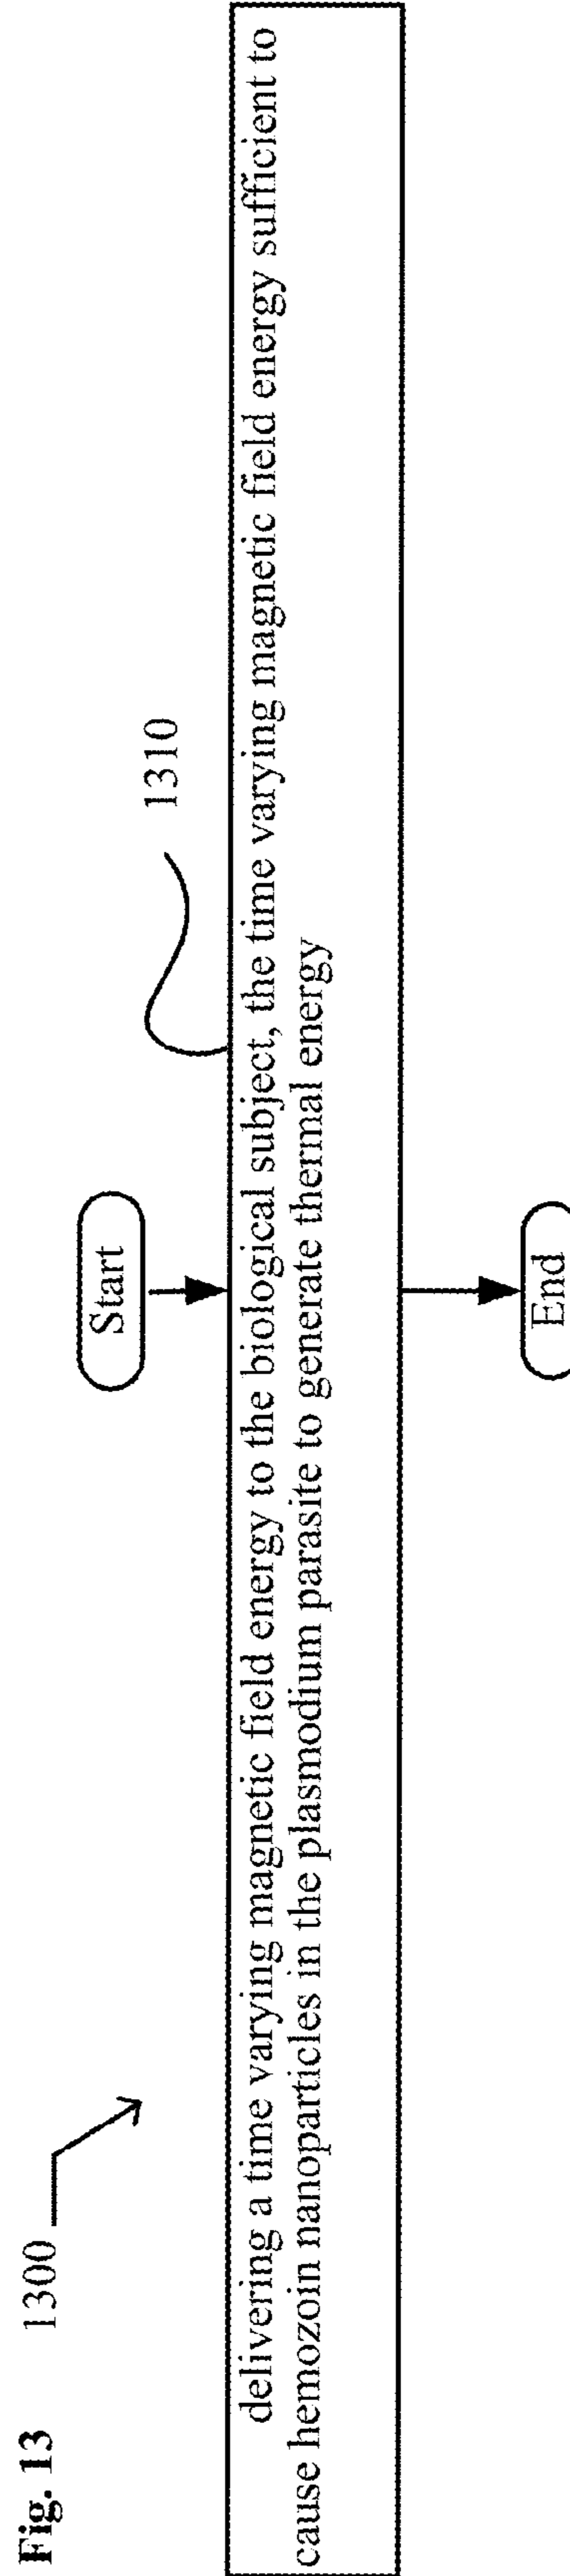 Fig. 13
1300
1310
Start
delivering a time varying magnetic field energy to the biological subject, the time varying magnetic field energy sufficient to
cause hemozoin nanoparticles in the plasmodium parasite to generate thermal energy
End